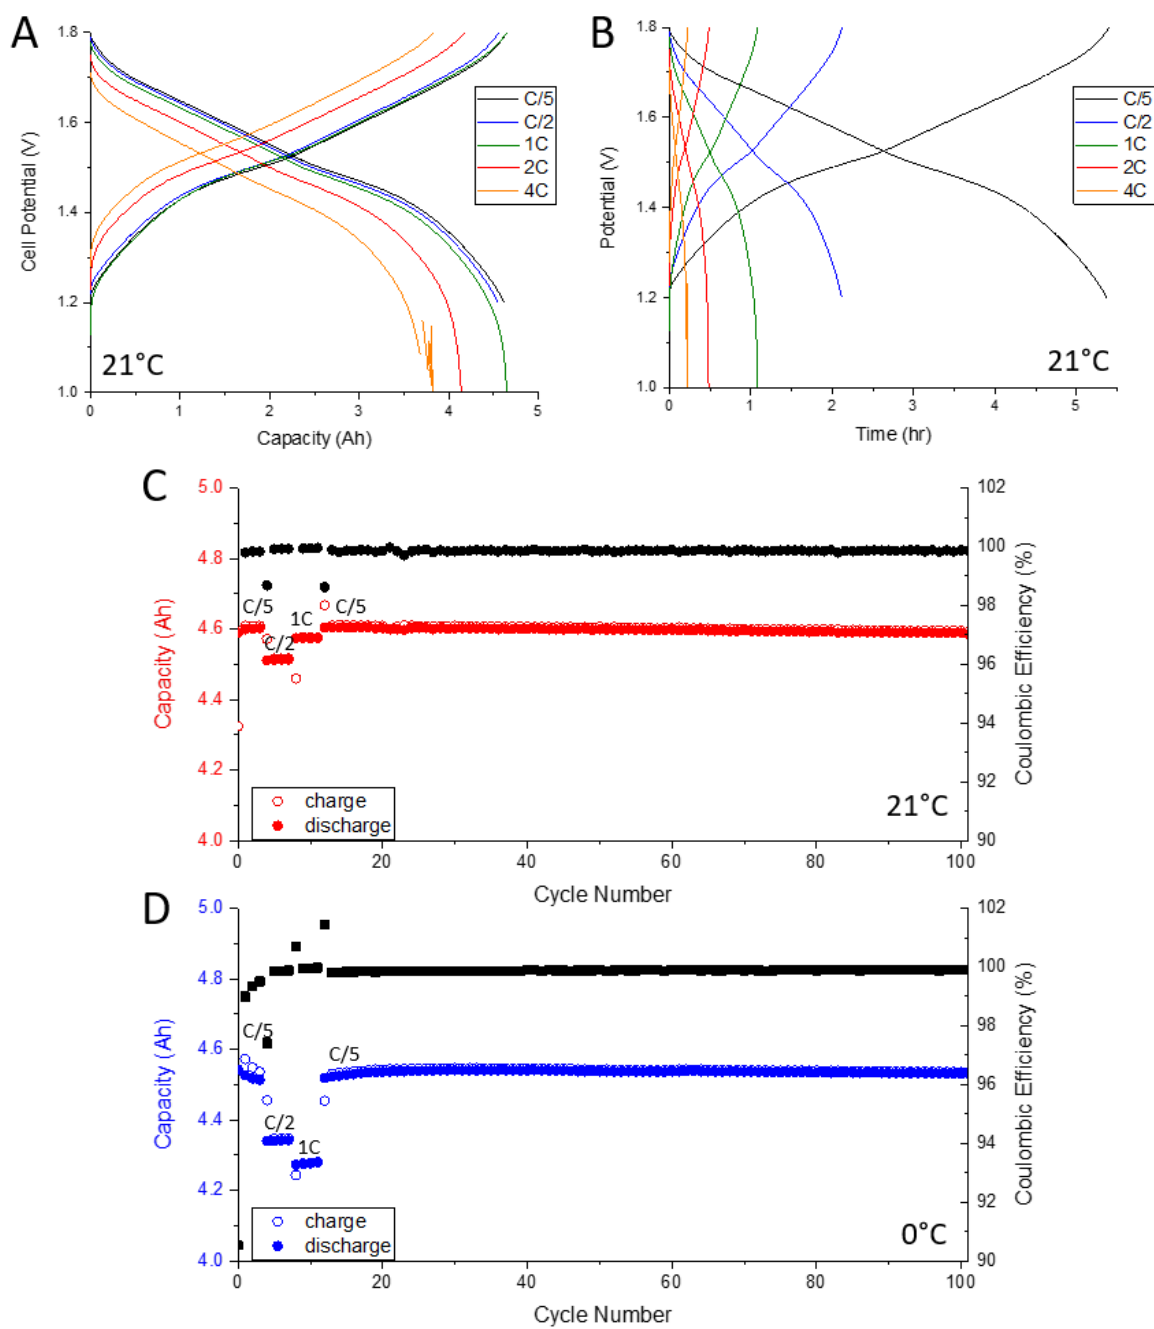 A
Cell Potential (V)
1.8
1.6
1.4
1.2
1.0
0
1
2
3
4
5
Capacity (Ah)
C/5
C/2
1C
2C
4C
21°C
B
Potential (V)
1.8
1.6
1.4
1.2
1.0
0
1
2
3
4
5
Time (hr)
C/5
C/2
1C
2C
4C
21°C
C
Capacity (Ah)
5.0
4.8
4.6
4.4
4.2
4.0
C/5
C/2
1C
C/5
charge
discharge
21°C
0
20
40
60
80
100
Cycle Number
102
100
98
96
94
92
90
Coulombic Efficiency (%)
D
Capacity (Ah)
5.0
4.8
4.6
4.4
4.2
4.0
C/5
C/2
1C
C/5
charge
discharge
0°C
0
20
40
60
80
100
Cycle Number
102
100
98
96
94
92
90
Coulombic Efficiency (%)